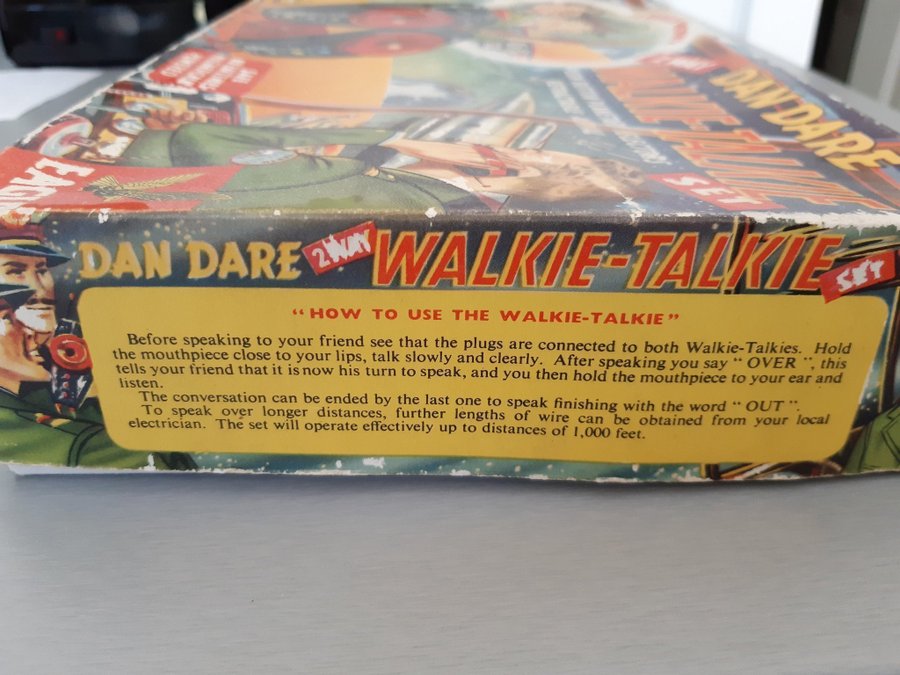 DAN DARE
WALKIE-TALKIE
SET
DAN DARE 2 WAY WALKIE-TALKIE SET
“HOW TO USE THE WALKIE-TALKIE”
Before speaking to your friend see that the plugs are connected to both Walkie-Talkies. Hold
the mouthpiece close to your lips, talk slowly and clearly. After speaking you say “ OVER ”, this
tells your friend that it is now his turn to speak, and you then hold the mouthpiece to your ear and
listen.
The conversation can be ended by the last one to speak finishing with the word “ OUT ”.
To speak over longer distances, further lengths of wire can be obtained from your local
electrician. The set will operate effectively up to distances of 1,000 feet.